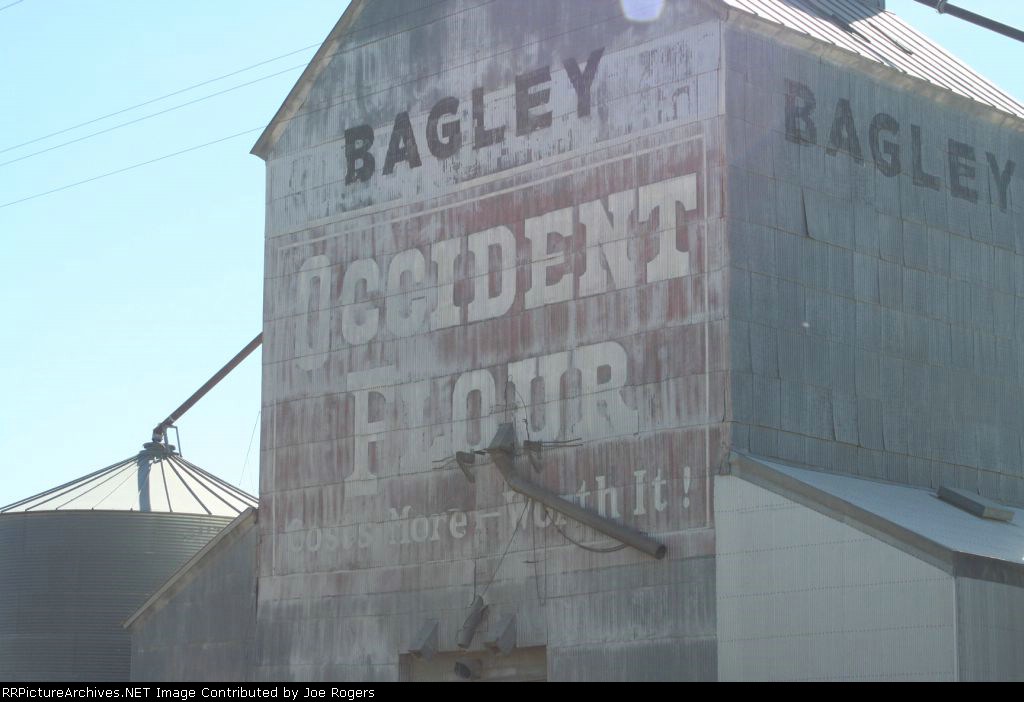 BAGLEY
BAGLEY
OCCIDENT
FLOUR
Costs More - Worth It!
©RRPictureArchives.NET Image Contributed by Joe Rogers